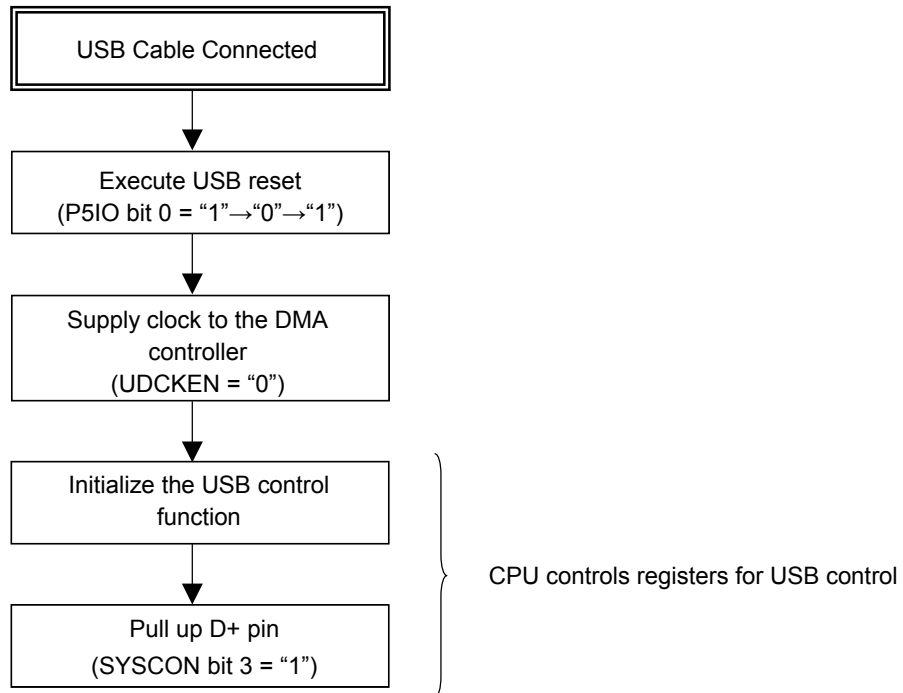 USB Cable Connected
Execute USB reset
(P5IO bit 0 = “1”→“0”→“1”)
Supply clock to the DMA
controller
(UDCKEN = “0”)
Initialize the USB control
function
CPU controls registers for USB control
Pull up D+ pin
(SYSCON bit 3 = “1”)